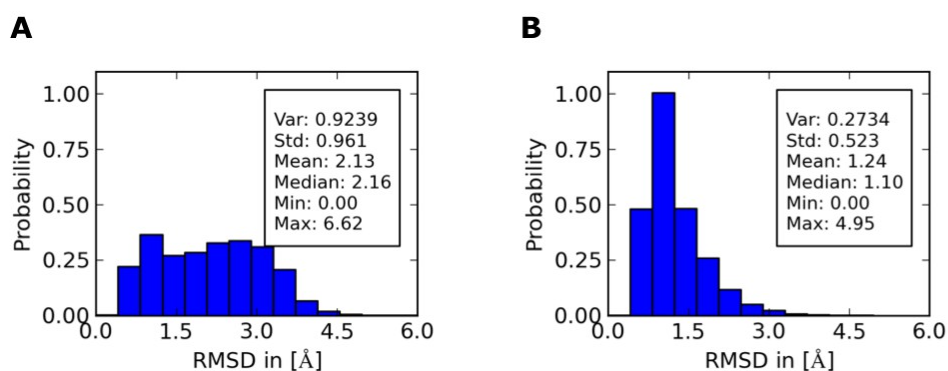 A
B
Probability
1.00
0.75
0.50
0.25
0.00
Var: 0.9239
Std: 0.961
Mean: 2.13
Median: 2.16
Min: 0.00
Max: 6.62
0.0 1.5 3.0 4.5 6.0
RMSD in [Å]
Probability
1.00
0.75
0.50
0.25
0.00
Var: 0.2734
Std: 0.523
Mean: 1.24
Median: 1.10
Min: 0.00
Max: 4.95
0.0 1.5 3.0 4.5 6.0
RMSD in [Å]